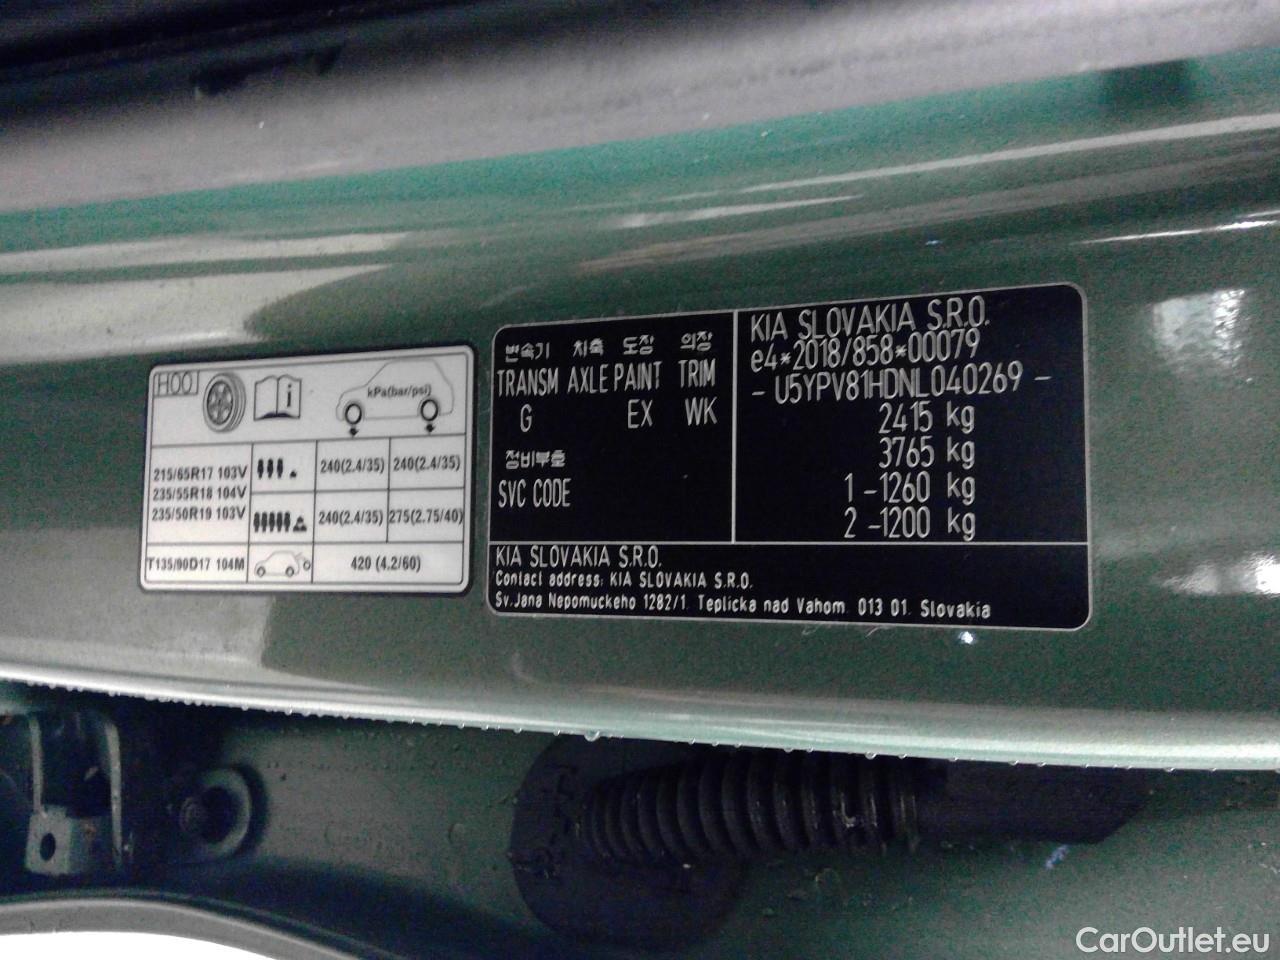 H00
i
kPa(bar/psi)
215/65R17 103V
235/55R18 104V
235/50R19 103V
240(2.4/35)
240(2.4/35)
240(2.4/35)
275(2.75/40)
T135/90D17 104M
420 (4.2/60)
변속기 차축 도장 의장
TRANSM AXLE PAINT TRIM
G EX WK
정비부호
SVC CODE
KIA SLOVAKIA S.R.O.
e4*2018/858*00079
- U5YPV81HDNL040269 -
2415 kg
3765 kg
1 -1260 kg
2 -1200 kg
KIA SLOVAKIA S.R.O.
Contact address: KIA SLOVAKIA S.R.O.
Sv.Jana Nepomuckeho 1282/1. Teplicka nad Vahom. 013 01. Slovakia
CarOutlet.eu